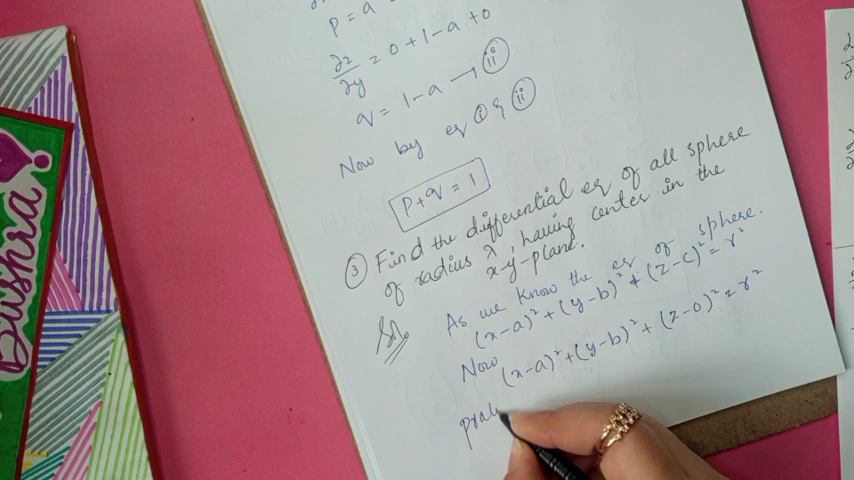 p = a
∂z/∂y = 0 + 1 - a + 0
q = 1 - a → (ii)
Now by eq (i) & (ii)
p + q = 1
(3) Find the differential eq of all sphere
of radius λ, having center in the
x-y-plane.
Sol.
As we know the eq of sphere.
(x-a)² + (y-b)² + (z-c)² = r²
Now
(x-a)² + (y-b)² + (z-0)² = r²
Bushra